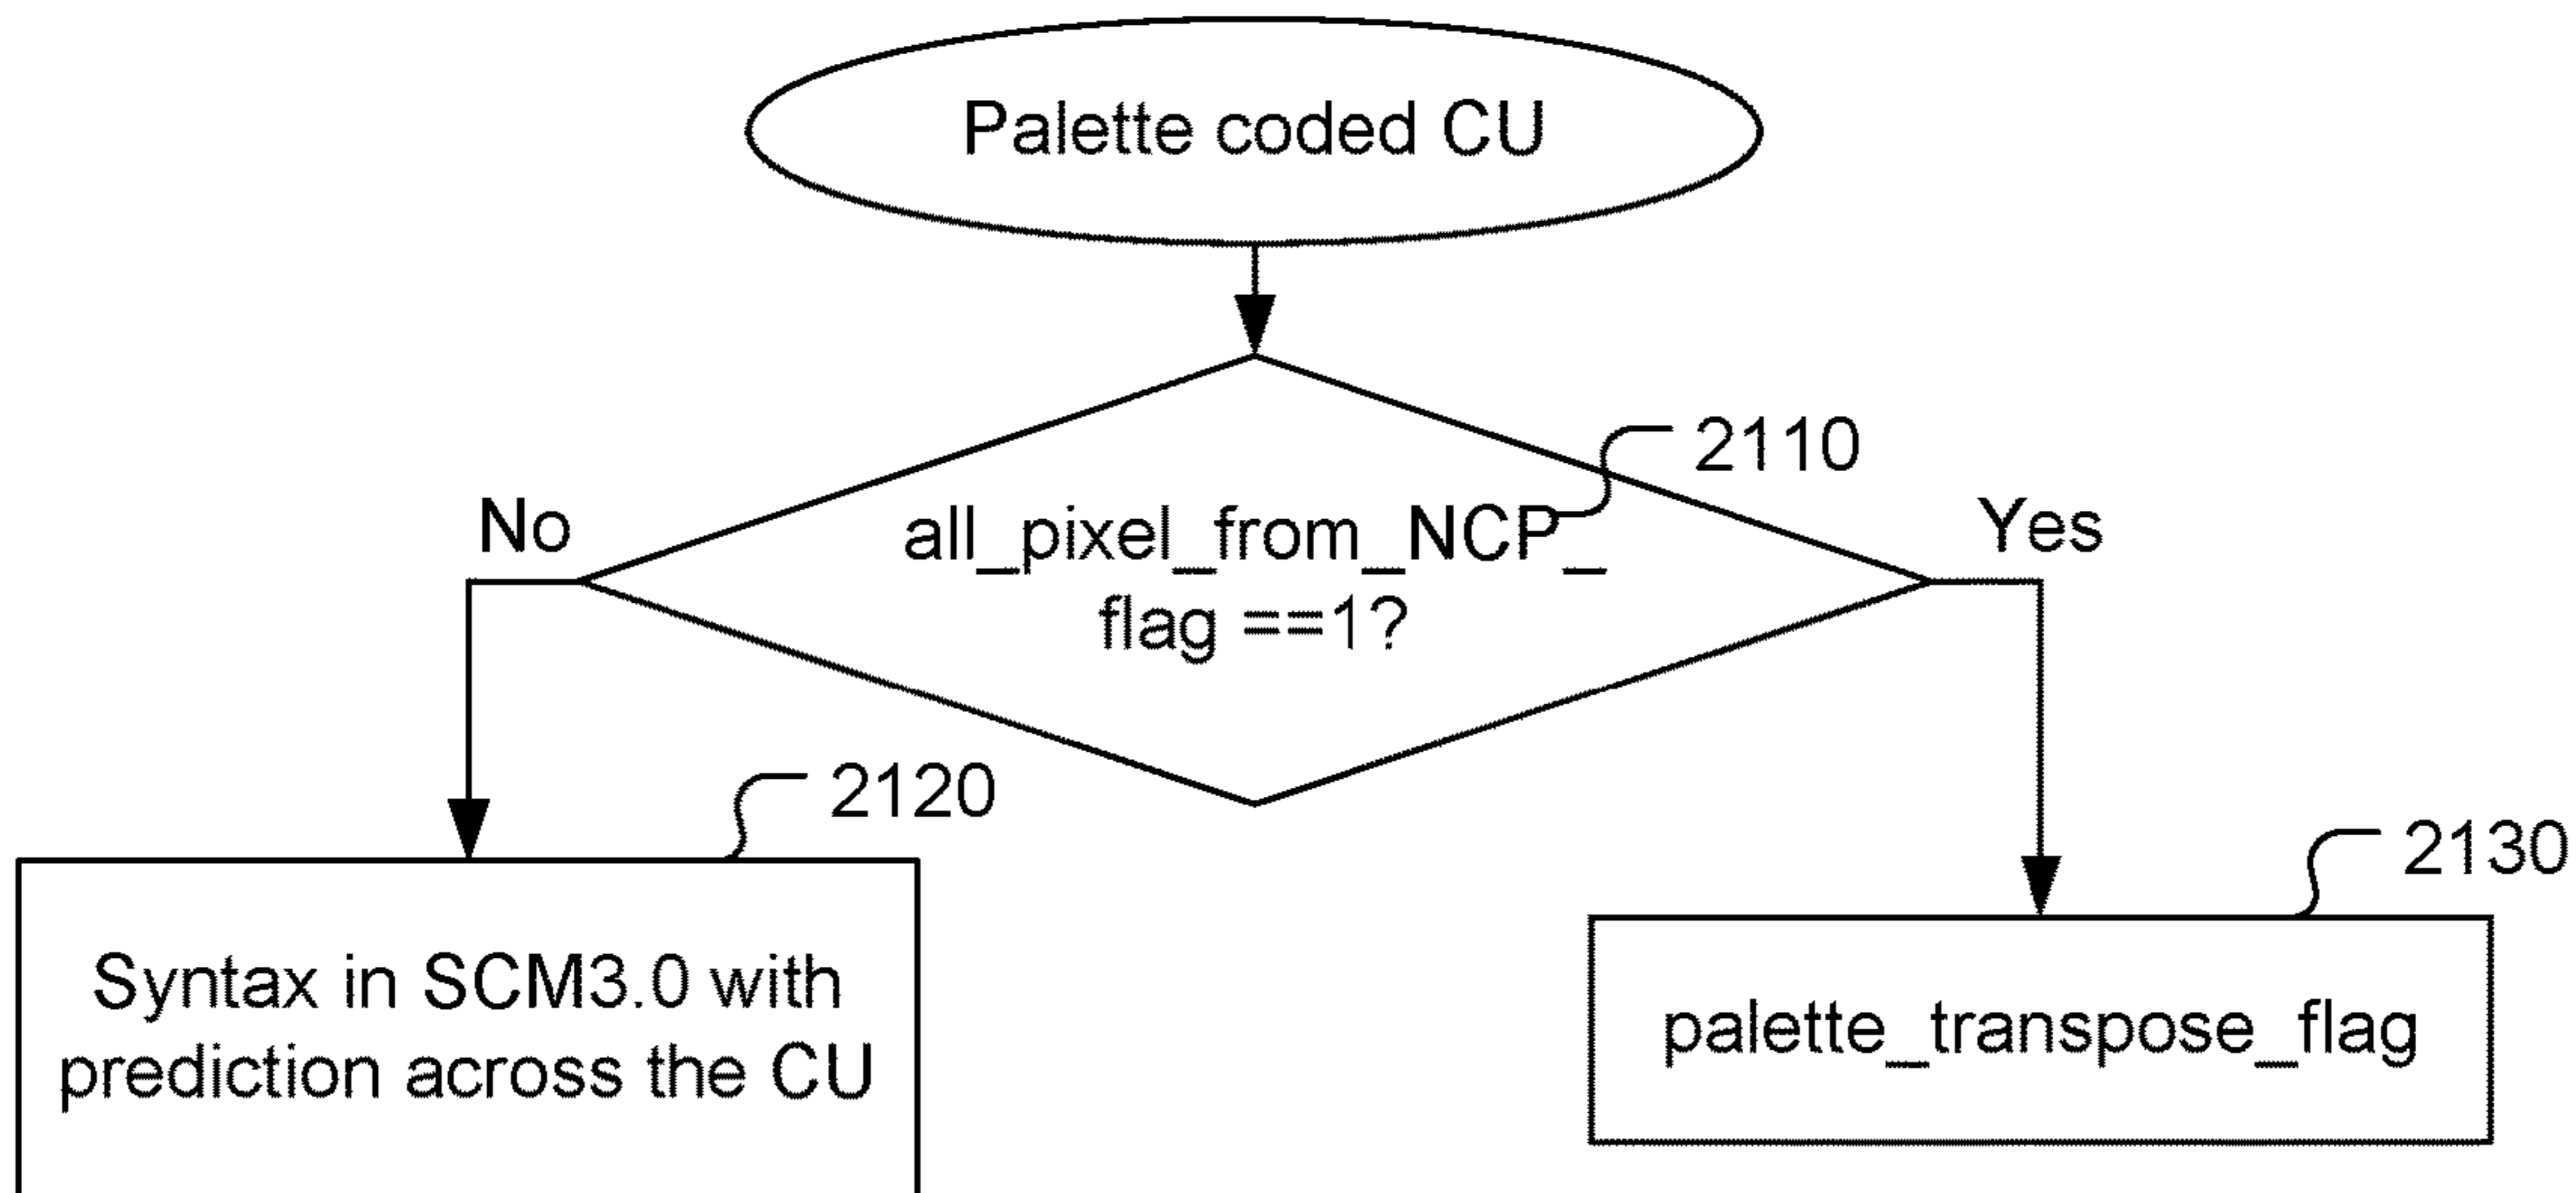 Palette coded CU
2110
No
all_pixel_from_NCP_
Yes
flag ==1?
2120
2130
Syntax in SCM3.0 with
prediction across the CU
palette_transpose_flag